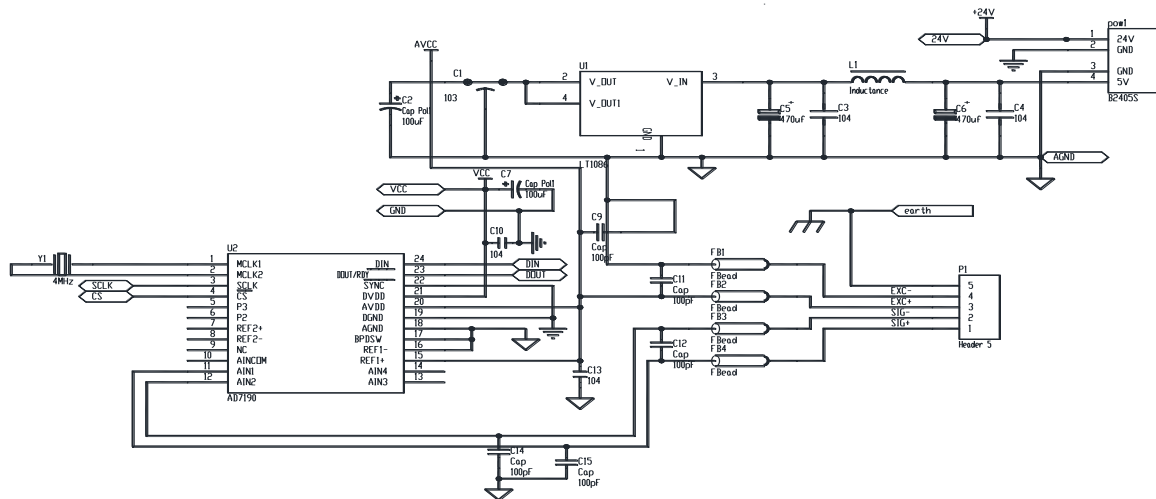 +24V
24V
pow1
1 24V
2 GND
3 GND
4 5V
B2405S
AVCC
C1
103
C2
Cap Pol1
100uF
U1
2 V_OUT V_IN 3
4 V_OUT1
GND
1
LT1086
L1
Inductance
C5
470uF
C3
104
C6
470uF
C4
104
AGND
VCC
VCC
GND
C7
Cap Pol1
100uF
C10
104
C9
Cap
100pF
earth
Y1
4MHz
SCLK
CS
U2
1 MCLK1 DIN 24
2 MCLK2 DOUT/RDY 23
3 SCLK SYNC 22
4 CS DVDD 21
5 P3 AVDD 20
6 P2 DGND 19
7 REF2+ AGND 18
8 REF2- BPDSW 17
9 NC REF1- 16
10 AINCOM REF1+ 15
11 AIN1 AIN4 14
12 AIN2 AIN3 13
AD7190
DIN
DOUT
C11
Cap
100pF
C12
Cap
100pF
FB1
FBead
FB2
FBead
FB3
FBead
FB4
FBead
P1
5
EXC- 4
EXC+ 3
SIG- 2
SIG+ 1
Header 5
C13
104
C14
Cap
100pF
C15
Cap
100pF